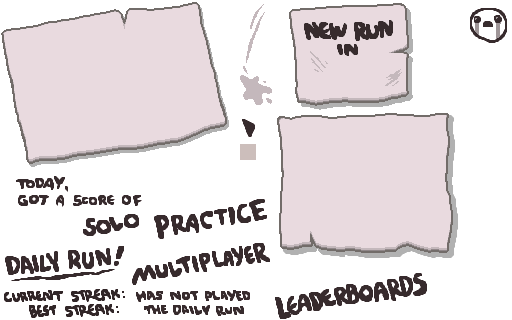 NEW RUN
IN
TODAY,
GOT A SCORE OF
SOLO PRACTICE
DAILY RUN!
MULTIPLAYER
CURRENT STREAK:
BEST STREAK:
HAS NOT PLAYED
THE DAILY RUN
LEADERBOARDS